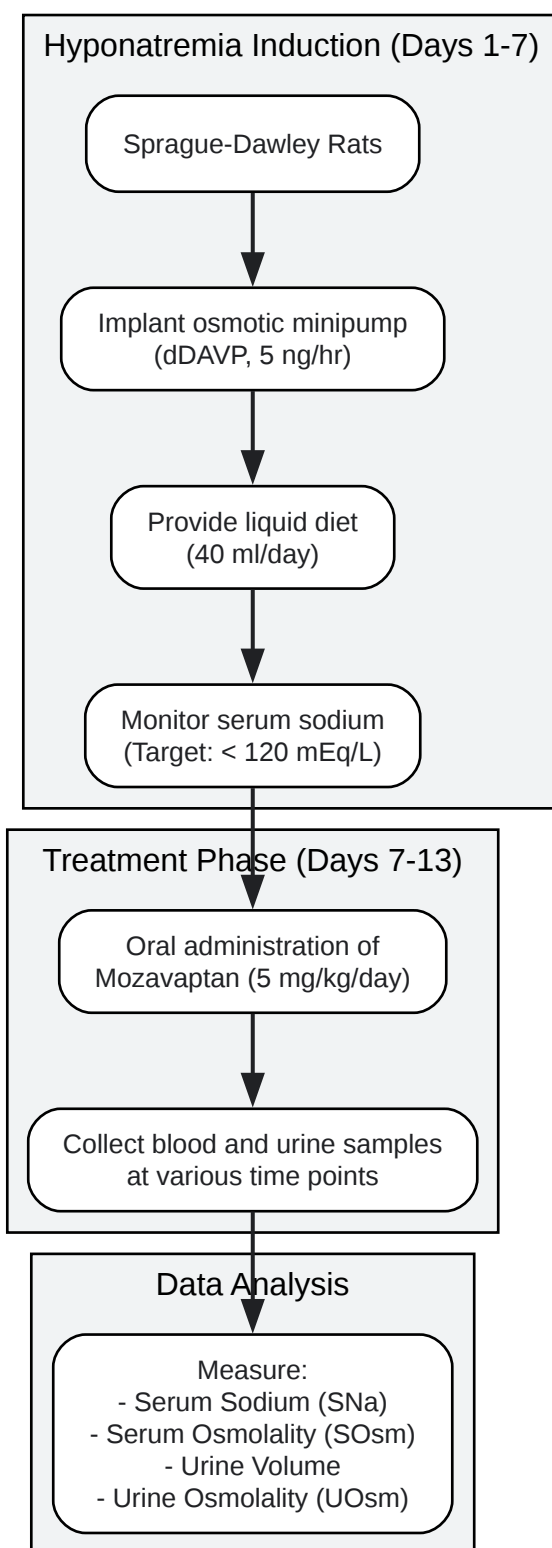 Hyponatremia Induction (Days 1-7)
Sprague-Dawley Rats
Implant osmotic minipump
(dDAVP, 5 ng/hr)
Provide liquid diet
(40 ml/day)
Monitor serum sodium
(Target: < 120 mEq/L)
Treatment Phase (Days 7-13)
Oral administration of
Mozavaptan (5 mg/kg/day)
Collect blood and urine samples
at various time points
Data Analysis
Measure:
- Serum Sodium (SNa)
- Serum Osmolality (SOsm)
- Urine Volume
- Urine Osmolality (UOsm)